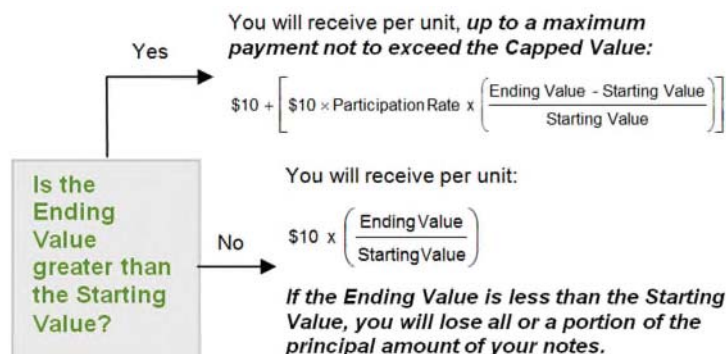 You will receive per unit, up to a maximum
payment not to exceed the Capped Value:
Yes
$10 + [ $10 × Participation Rate x ( Ending Value - Starting Value / Starting Value ) ]
Is the
Ending
Value
greater than
the Starting
Value?
You will receive per unit:
No
$10 x ( Ending Value / Starting Value )
If the Ending Value is less than the Starting
Value, you will lose all or a portion of the
principal amount of your notes.